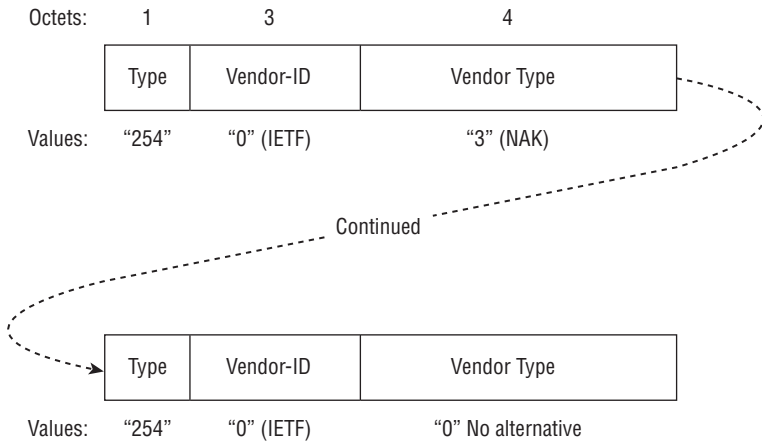 Octets: 1 3 4
Type Vendor-ID Vendor Type
Values: “254” “0” (IETF) “3” (NAK)
Continued
Type Vendor-ID Vendor Type
Values: “254” “0” (IETF) “0” No alternative